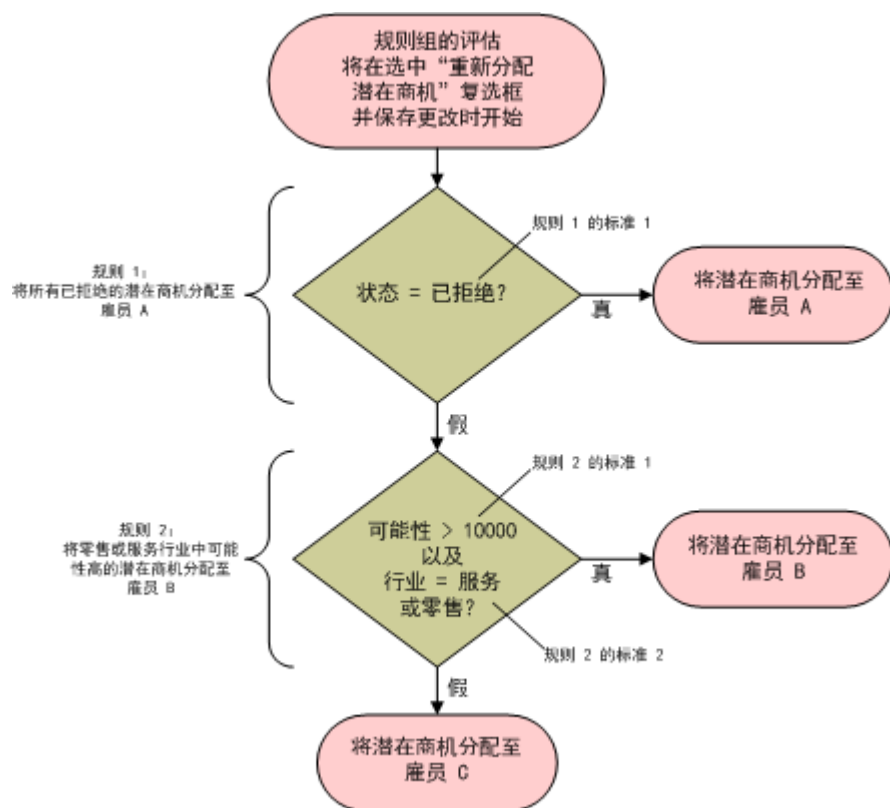 规则组的评估
将在选中“重新分配
潜在商机”复选框
并保存更改时开始
规则 1 的标准 1
规则 1:
将所有已拒绝的潜在商机分配至
雇员 A
状态 = 已拒绝?
真
将潜在商机分配至
雇员 A
假
规则 2 的标准 1
规则 2:
将零售或服务行业中可能
性高的潜在商机分配至
雇员 B
可能性 > 10000
以及
行业 = 服务
或零售?
真
将潜在商机分配至
雇员 B
规则 2 的标准 2
假
将潜在商机分配至
雇员 C